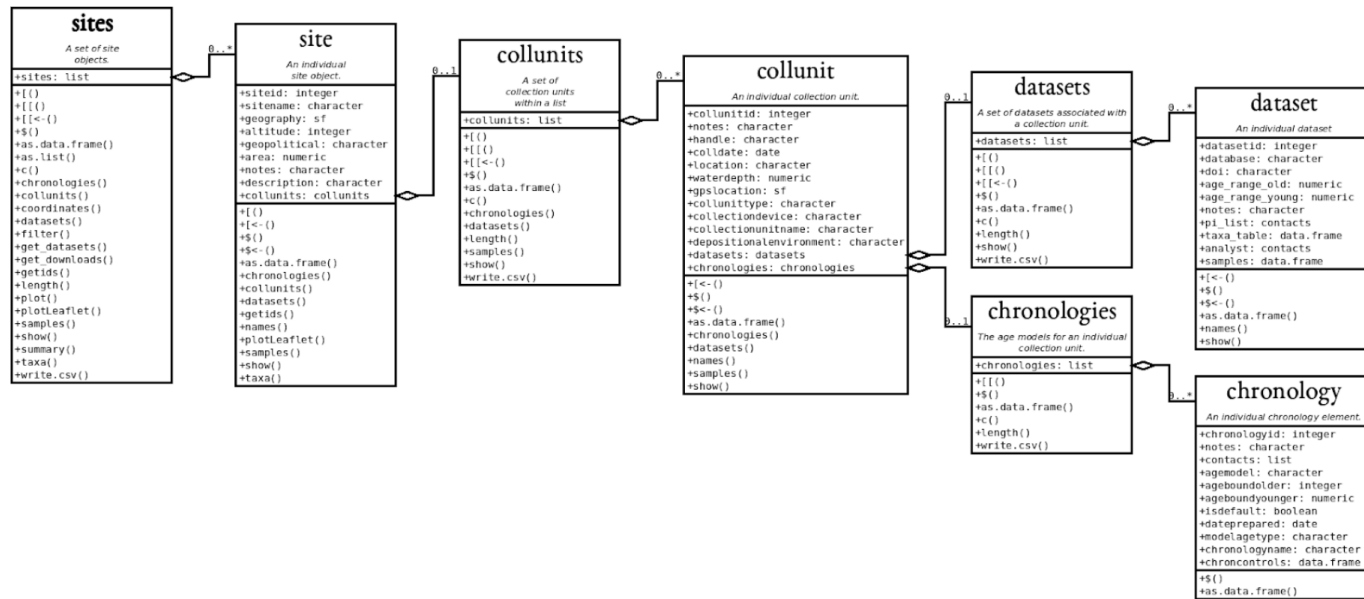 sites
A set of site
objects.
+sites: list
+[()
+[[()
+[[<-()
+$()
+as.data.frame()
+as.list()
+c()
+chronologies()
+collunits()
+coordinates()
+datasets()
+filter()
+get_datasets()
+get_downloads()
+getids()
+length()
+plot()
+plotLeaflet()
+samples()
+show()
+summary()
+taxa()
+write.csv()
0..*
site
An individual
site object.
+siteid: integer
+sitename: character
+geography: sf
+altitude: integer
+geopolitical: character
+area: numeric
+notes: character
+description: character
+collunits: collunits
+[()
+[<-()
+$()
+$<-()
+as.data.frame()
+chronologies()
+collunits()
+datasets()
+getids()
+names()
+plotLeaflet()
+samples()
+show()
+taxa()
0..1
collunits
A set of
collection units
within a list
+collunits: list
+[()
+[[()
+[[<-()
+$()
+as.data.frame()
+c()
+chronologies()
+datasets()
+length()
+samples()
+show()
+write.csv()
0..*
collunit
An individual collection unit.
+collunitid: integer
+notes: character
+handle: character
+colldate: date
+location: character
+waterdepth: numeric
+gpslocation: sf
+collunittype: character
+collectiondevice: character
+collectionunitname: character
+depositionalenvironment: character
+datasets: datasets
+chronologies: chronologies
+[<-()
+$()
+$<-()
+as.data.frame()
+chronologies()
+datasets()
+names()
+samples()
+show()
0..1
datasets
A set of datasets associated with
a collection unit.
+datasets: list
+[()
+[[()
+[[<-()
+$()
+as.data.frame()
+c()
+length()
+show()
+write.csv()
0..*
dataset
An individual dataset
+datasetid: integer
+database: character
+doi: character
+age_range_old: numeric
+age_range_young: numeric
+notes: character
+pi_list: contacts
+taxa_table: data.frame
+analyst: contacts
+samples: data.frame
+[<-()
+$()
+$<-()
+as.data.frame()
+names()
+show()
0..1
chronologies
The age models for an individual
collection unit.
+chronologies: list
+[[()
+$()
+as.data.frame()
+c()
+length()
+write.csv()
0..*
chronology
An individual chronology element.
+chronologyid: integer
+notes: character
+contacts: list
+agemodel: character
+ageboundolder: integer
+ageboundyounger: numeric
+isdefault: boolean
+dateprepared: date
+modelagetype: character
+chronologyname: character
+chroncontrols: data.frame
+$()
+as.data.frame()